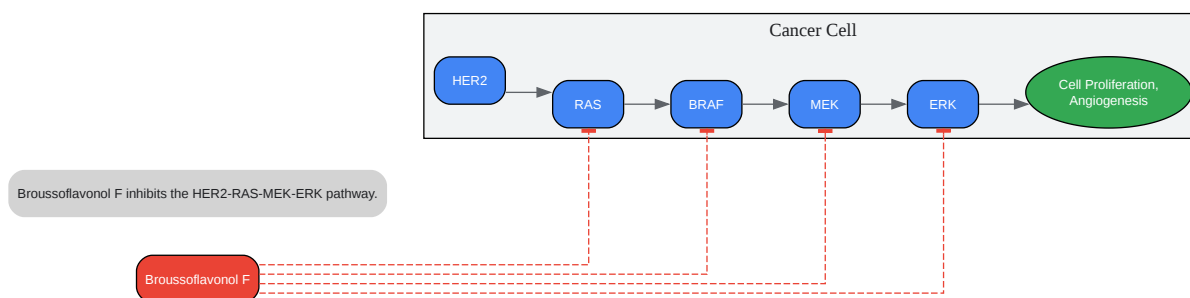 Cancer Cell
HER2
RAS
BRAF
MEK
ERK
Cell Proliferation,
Angiogenesis
Broussoflavonol F inhibits the HER2-RAS-MEK-ERK pathway.
Broussoflavonol F